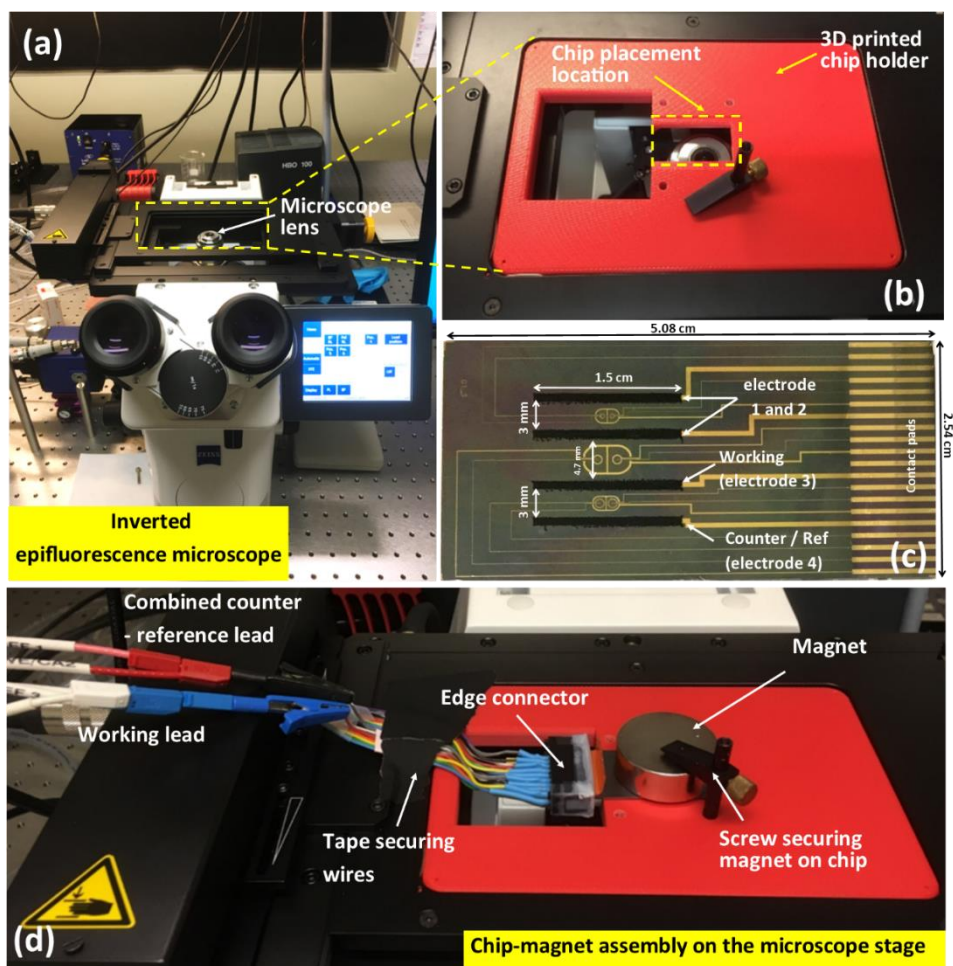 (a)
HBO 100
Microscope
lens
ZEISS
Inverted
epifluorescence microscope
Chip placement
location
3D printed
chip holder
(b)
5.08 cm
1.5 cm
3 mm
electrode
1 and 2
4.7 mm
Working
(electrode 3)
3 mm
Counter / Ref
(electrode 4)
Contact pads
2.54 cm
(c)
Combined counter
- reference lead
Working lead
Edge connector
Magnet
Tape securing
wires
Screw securing
magnet on chip
(d)
Chip-magnet assembly on the microscope stage